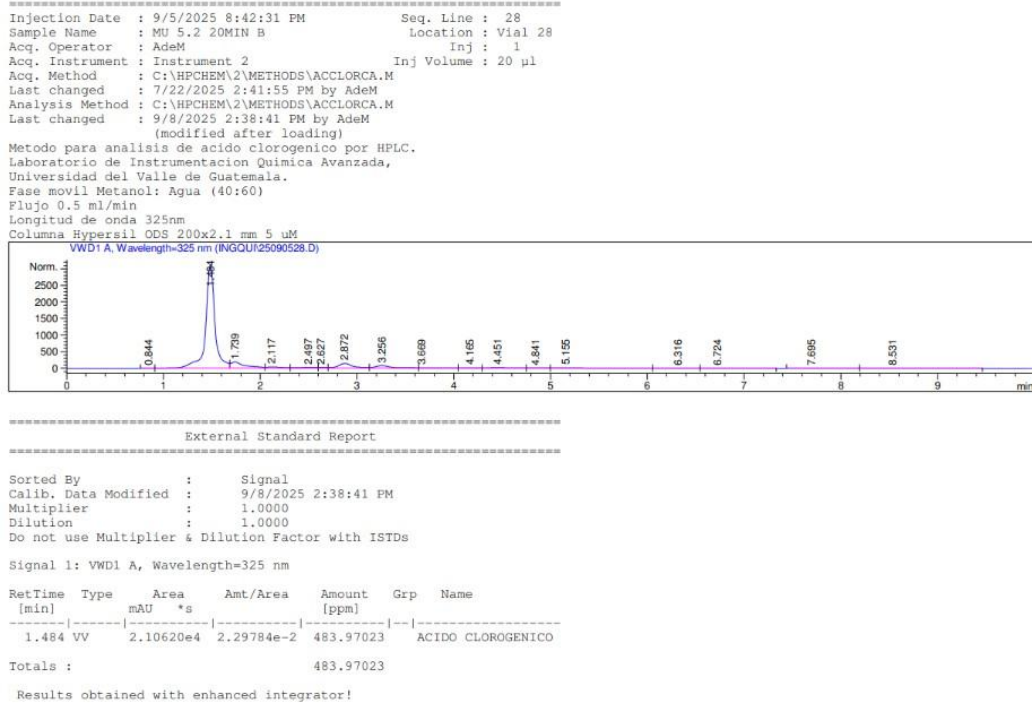 ==============================================================
Injection Date  : 9/5/2025 8:42:31 PM            Seq. Line :  28
Sample Name     : MU 5.2 20MIN B                  Location : Vial 28
Acq. Operator   : AdeM                                 Inj :   1
Acq. Instrument : Instrument 2                  Inj Volume : 20 µl
Acq. Method     : C:\HPCHEM\2\METHODS\ACCLORCA.M
Last changed    : 7/22/2025 2:41:55 PM by AdeM
Analysis Method : C:\HPCHEM\2\METHODS\ACCLORCA.M
Last changed    : 9/8/2025 2:38:41 PM by AdeM
(modified after loading)
Metodo para analisis de acido clorogenico por HPLC.
Laboratorio de Instrumentacion Quimica Avanzada,
Universidad del Valle de Guatemala.
Fase movil Metanol: Agua (40:60)
Flujo 0.5 ml/min
Longitud de onda 325nm
Columna Hypersil ODS 200x2.1 mm 5 uM
VWD1 A, Wavelength=325 nm (INGQUI\25090528.D)
Norm.
2500
2000
1500
1000
500
0
0.844 1.484 1.739 2.117 2.497 2.627 2.872 3.256 3.669 4.165 4.451 4.841 5.155 6.316 6.724 7.695 8.531
0 1 2 3 4 5 6 7 8 9 min
==============================================================
External Standard Report
==============================================================
Sorted By             :      Signal
Calib. Data Modified  :      9/8/2025 2:38:41 PM
Multiplier            :      1.0000
Dilution              :      1.0000
Do not use Multiplier & Dilution Factor with ISTDs
Signal 1: VWD1 A, Wavelength=325 nm
RetTime  Type     Area     Amt/Area    Amount   Grp   Name
[min]          mAU   *s               [ppm]
-------|------|----------|----------|----------|--|------------------
1.484 VV     2.10620e4  2.29784e-2  483.97023     ACIDO CLOROGENICO
Totals :                              483.97023
Results obtained with enhanced integrator!